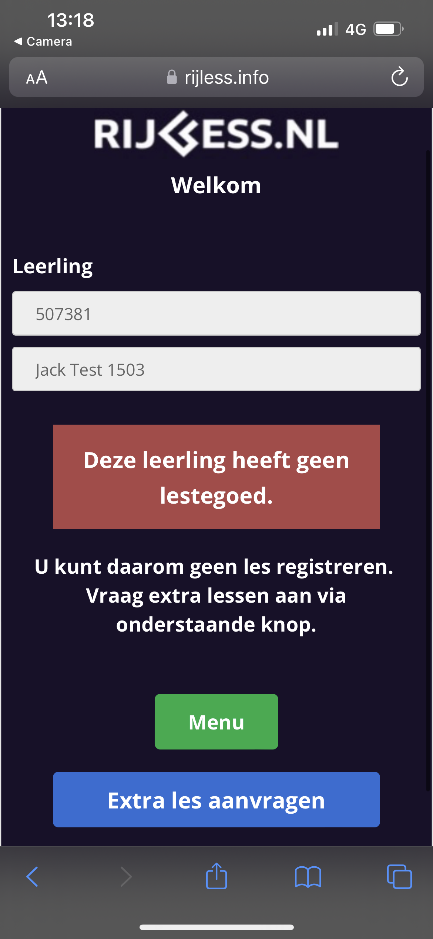 13:18
4G
◀ Camera
AA
rijless.info
RIJLESS.NL
Welkom
Leerling
507381
Jack Test 1503
Deze leerling heeft geen
lestegoed.
U kunt daarom geen les registreren.
Vraag extra lessen aan via
onderstaande knop.
Menu
Extra les aanvragen